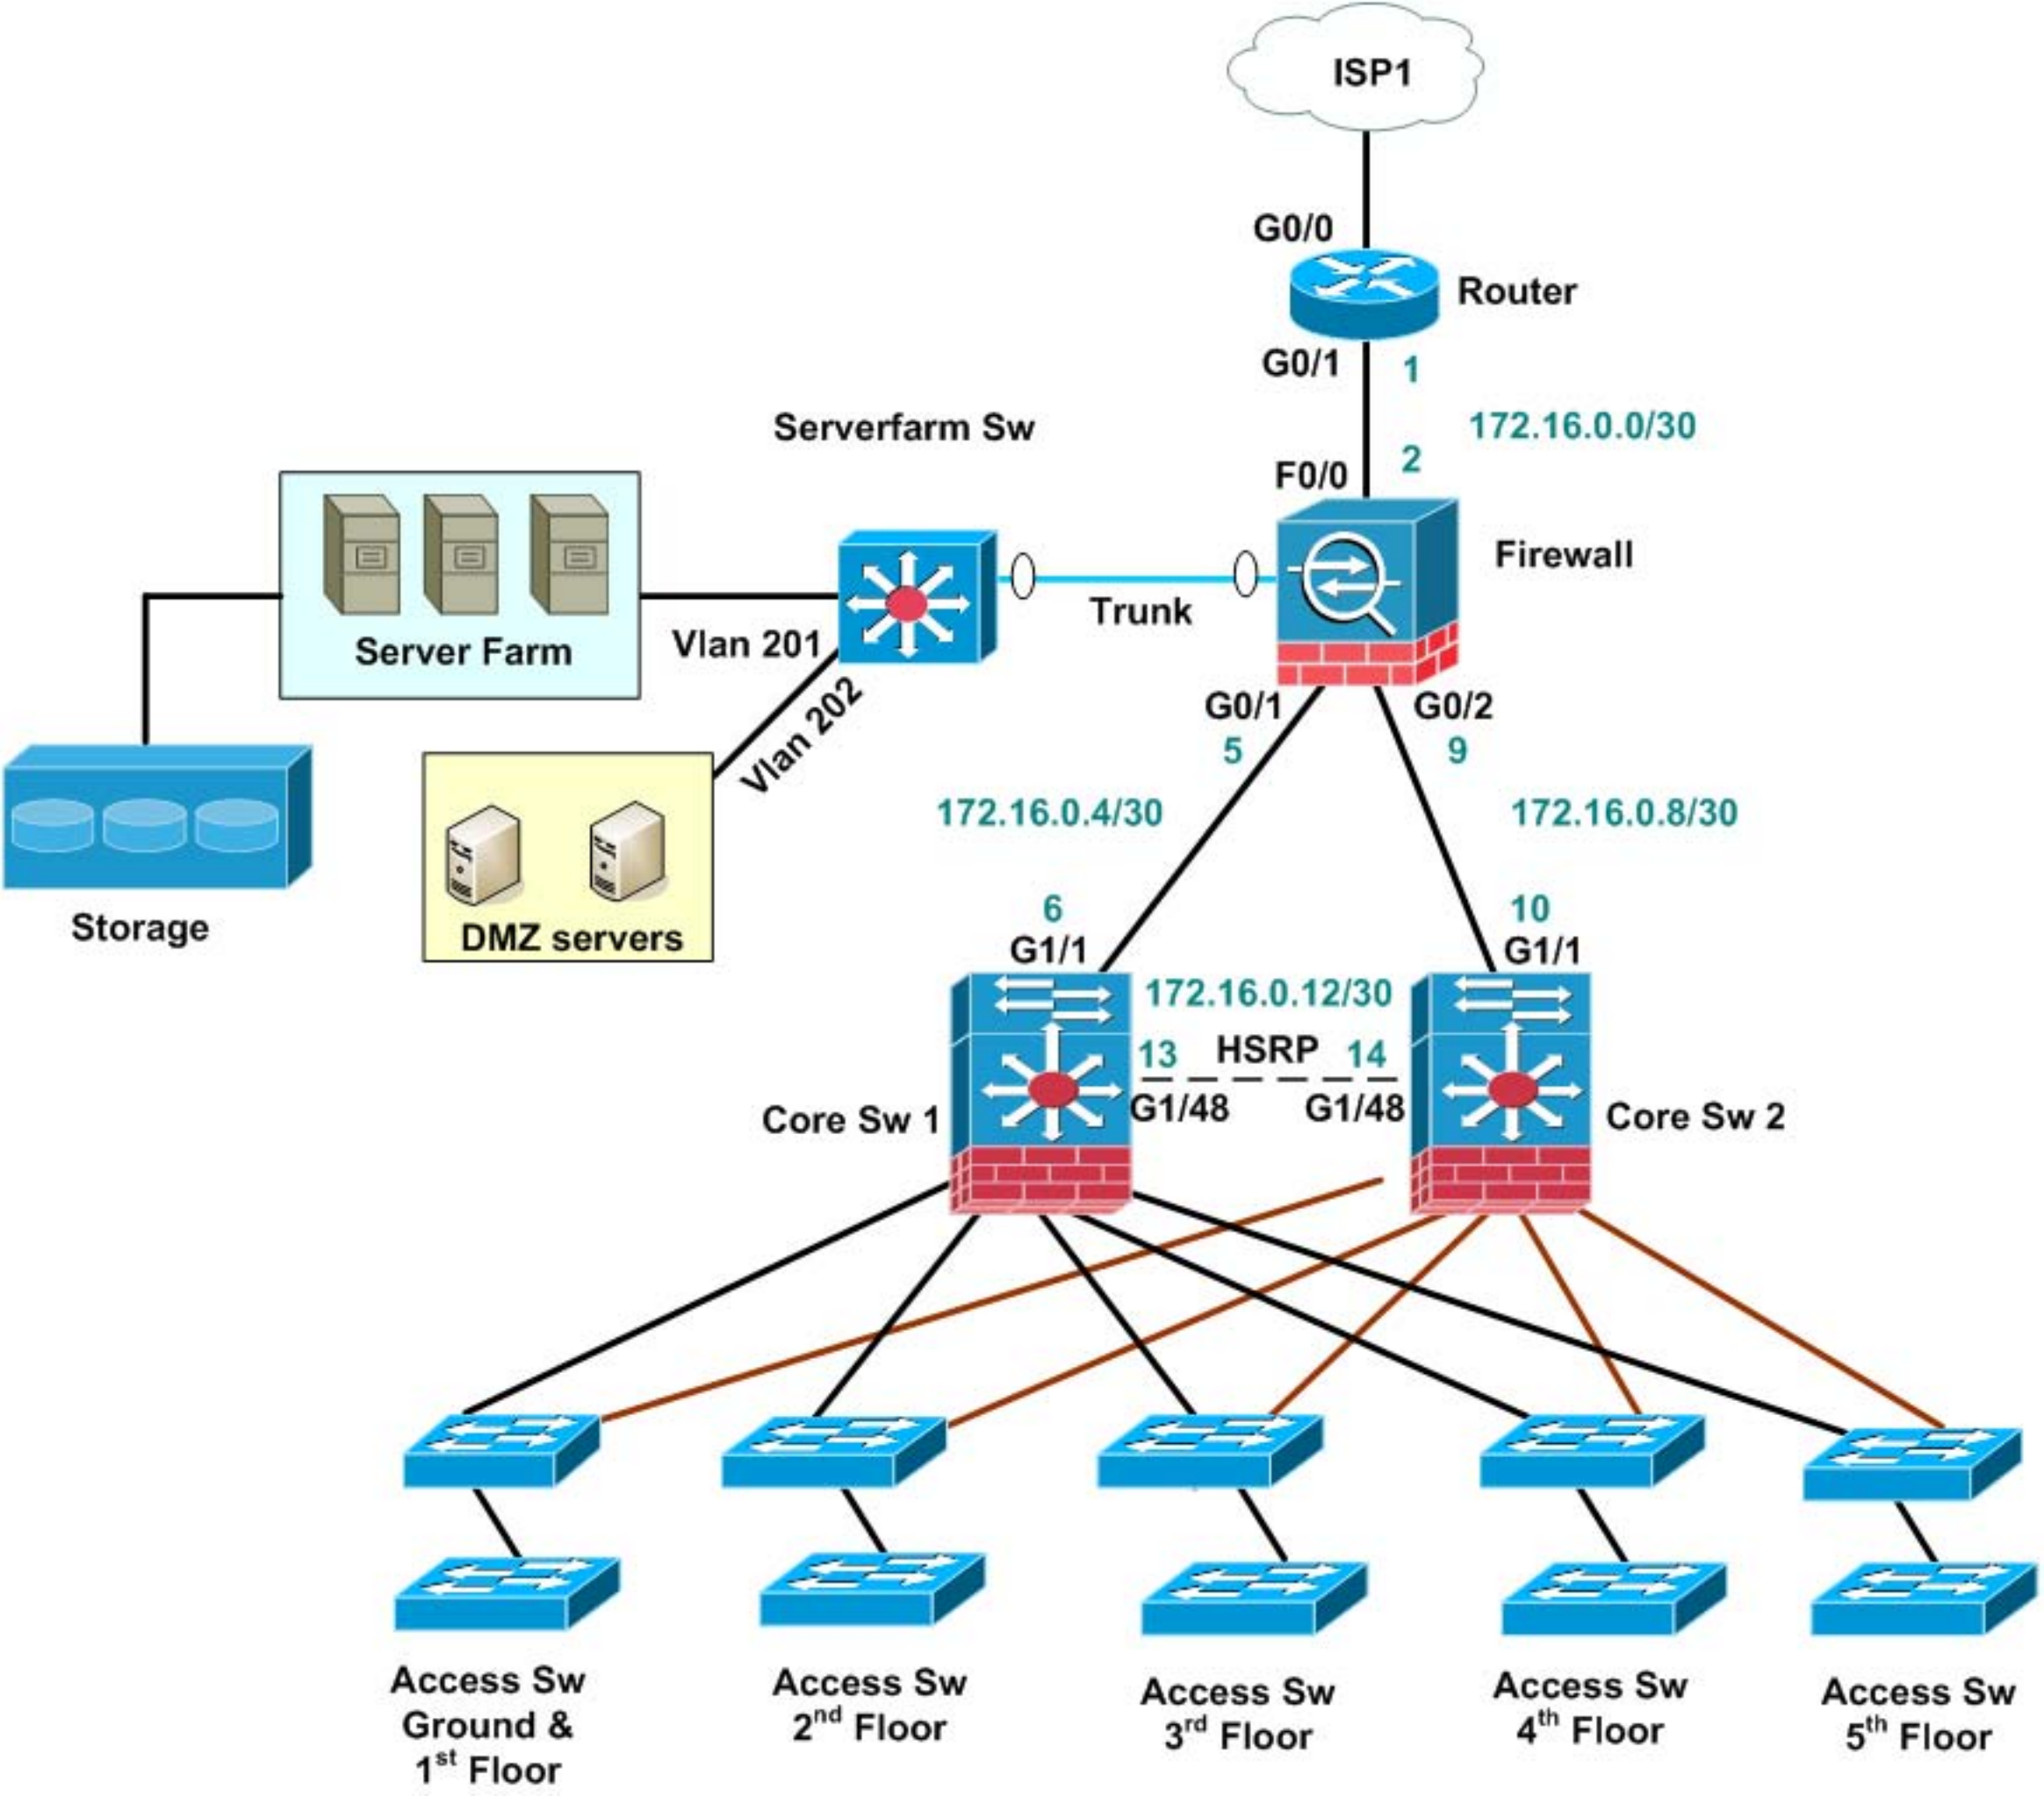 ISP1
G0/0
Router
G0/1
1
172.16.0.0/30
2
F0/0
Serverfarm Sw
Firewall
Trunk
Server Farm
Vlan 201
Vlan 202
G0/1
G0/2
5
9
172.16.0.4/30
172.16.0.8/30
Storage
DMZ servers
6
10
G1/1
G1/1
172.16.0.12/30
13
HSRP
14
G1/48
G1/48
Core Sw 1
Core Sw 2
Access Sw
Ground &
1st Floor
Access Sw
2nd Floor
Access Sw
3rd Floor
Access Sw
4th Floor
Access Sw
5th Floor